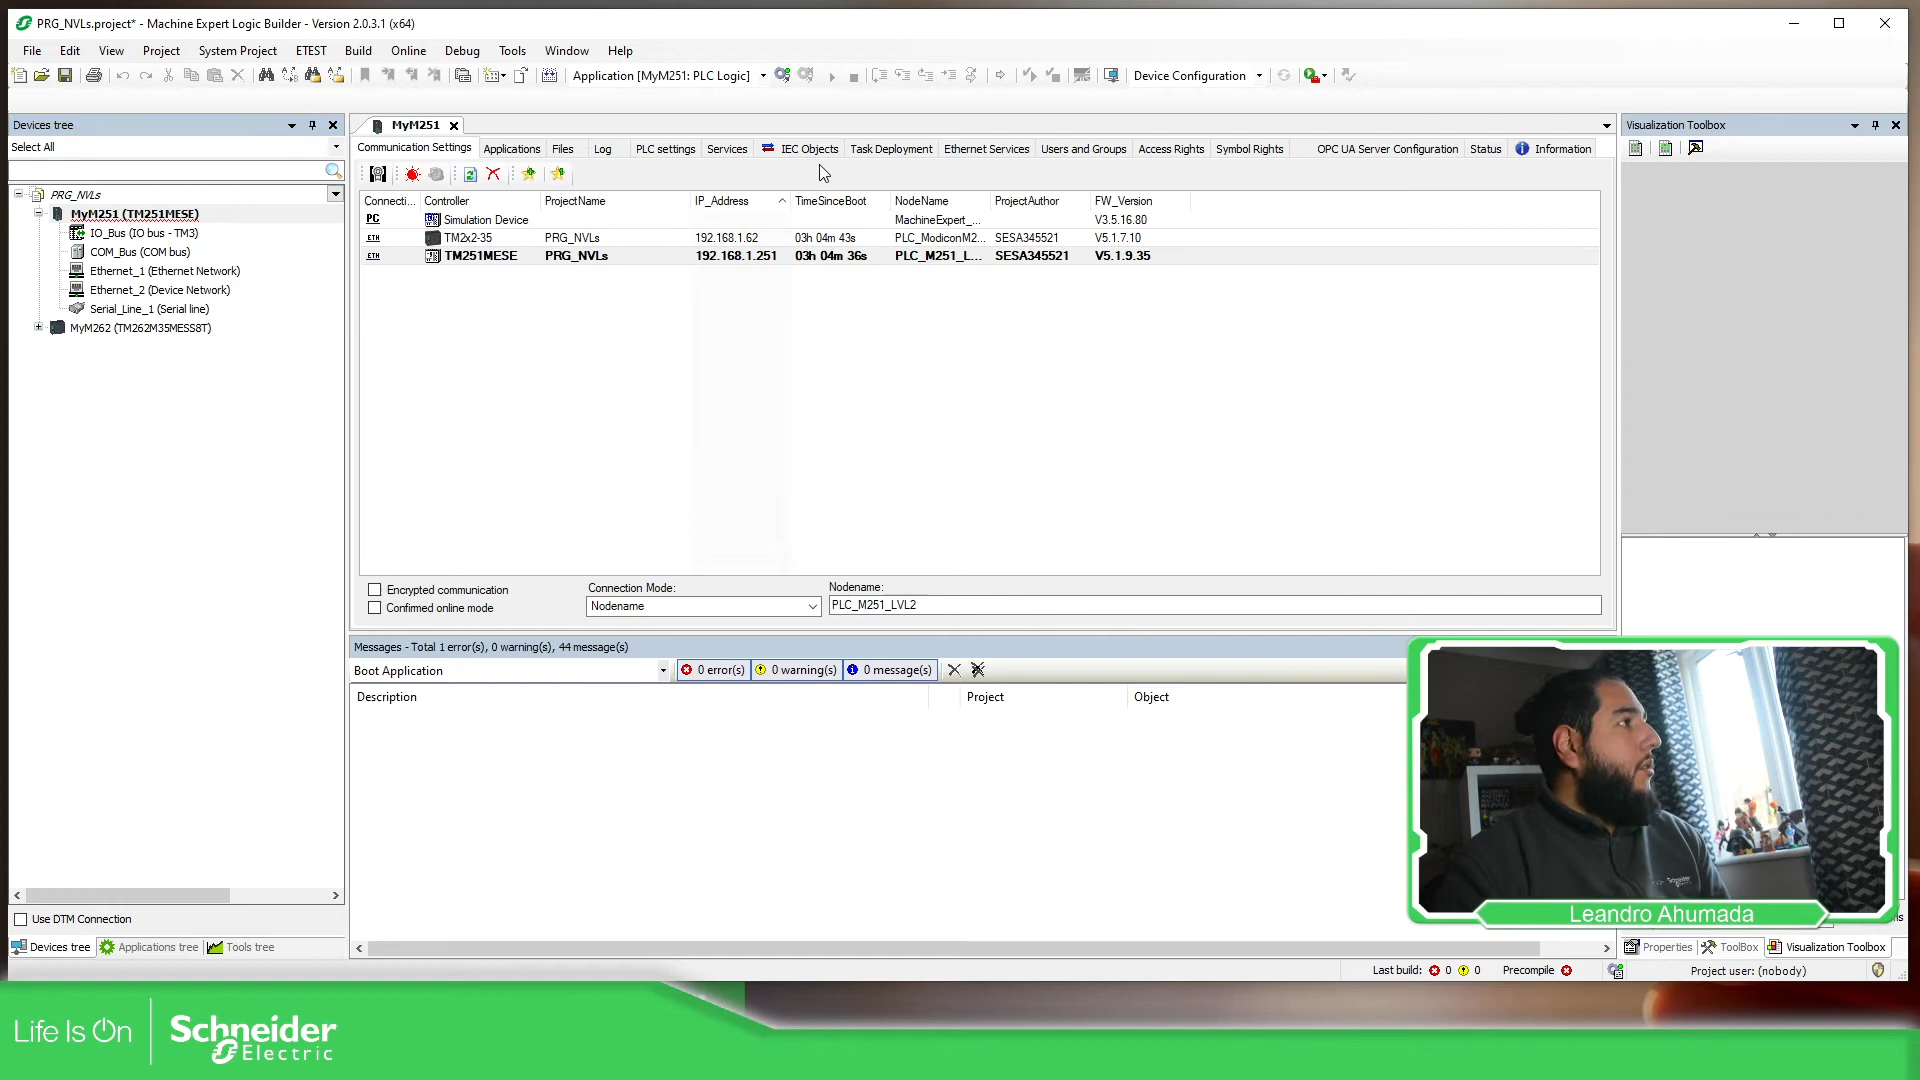 PRG_NVLs.project* - Machine Expert Logic Builder - Version 2.0.3.1 (x64)
File Edit View Project System Project ETEST Build Online Debug Tools Window Help
Application [MyM251: PLC Logic] Device Configuration
Devices tree
Select All
PRG_NVLs
MyM251 (TM251MESE)
IO_Bus (IO bus - TM3)
COM_Bus (COM bus)
Ethernet_1 (Ethernet Network)
Ethernet_2 (Device Network)
Serial_Line_1 (Serial line)
MyM262 (TM262M35MESS8T)
Use DTM Connection
Devices tree Applications tree Tools tree
MyM251
Communication Settings Applications Files Log PLC settings Services IEC Objects Task Deployment Ethernet Services Users and Groups Access Rights Symbol Rights OPC UA Server Configuration Status Information
Connecti... Controller ProjectName IP_Address TimeSinceBoot NodeName ProjectAuthor FW_Version
PC Simulation Device MachineExpert_... V3.5.16.80
ETH TM2x2-35 PRG_NVLs 192.168.1.62 03h 04m 43s PLC_ModiconM2... SESA345521 V5.1.7.10
ETH TM251MESE PRG_NVLs 192.168.1.251 03h 04m 36s PLC_M251_L... SESA345521 V5.1.9.35
Encrypted communication
Confirmed online mode
Connection Mode:
Nodename
Nodename:
PLC_M251_LVL2
Messages - Total 1 error(s), 0 warning(s), 44 message(s)
Boot Application 0 error(s) 0 warning(s) 0 message(s)
Description Project Object
Visualization Toolbox
Leandro Ahumada
Properties ToolBox Visualization Toolbox
Last build: 0 0 Precompile Project user: (nobody)
Life Is On Schneider Electric